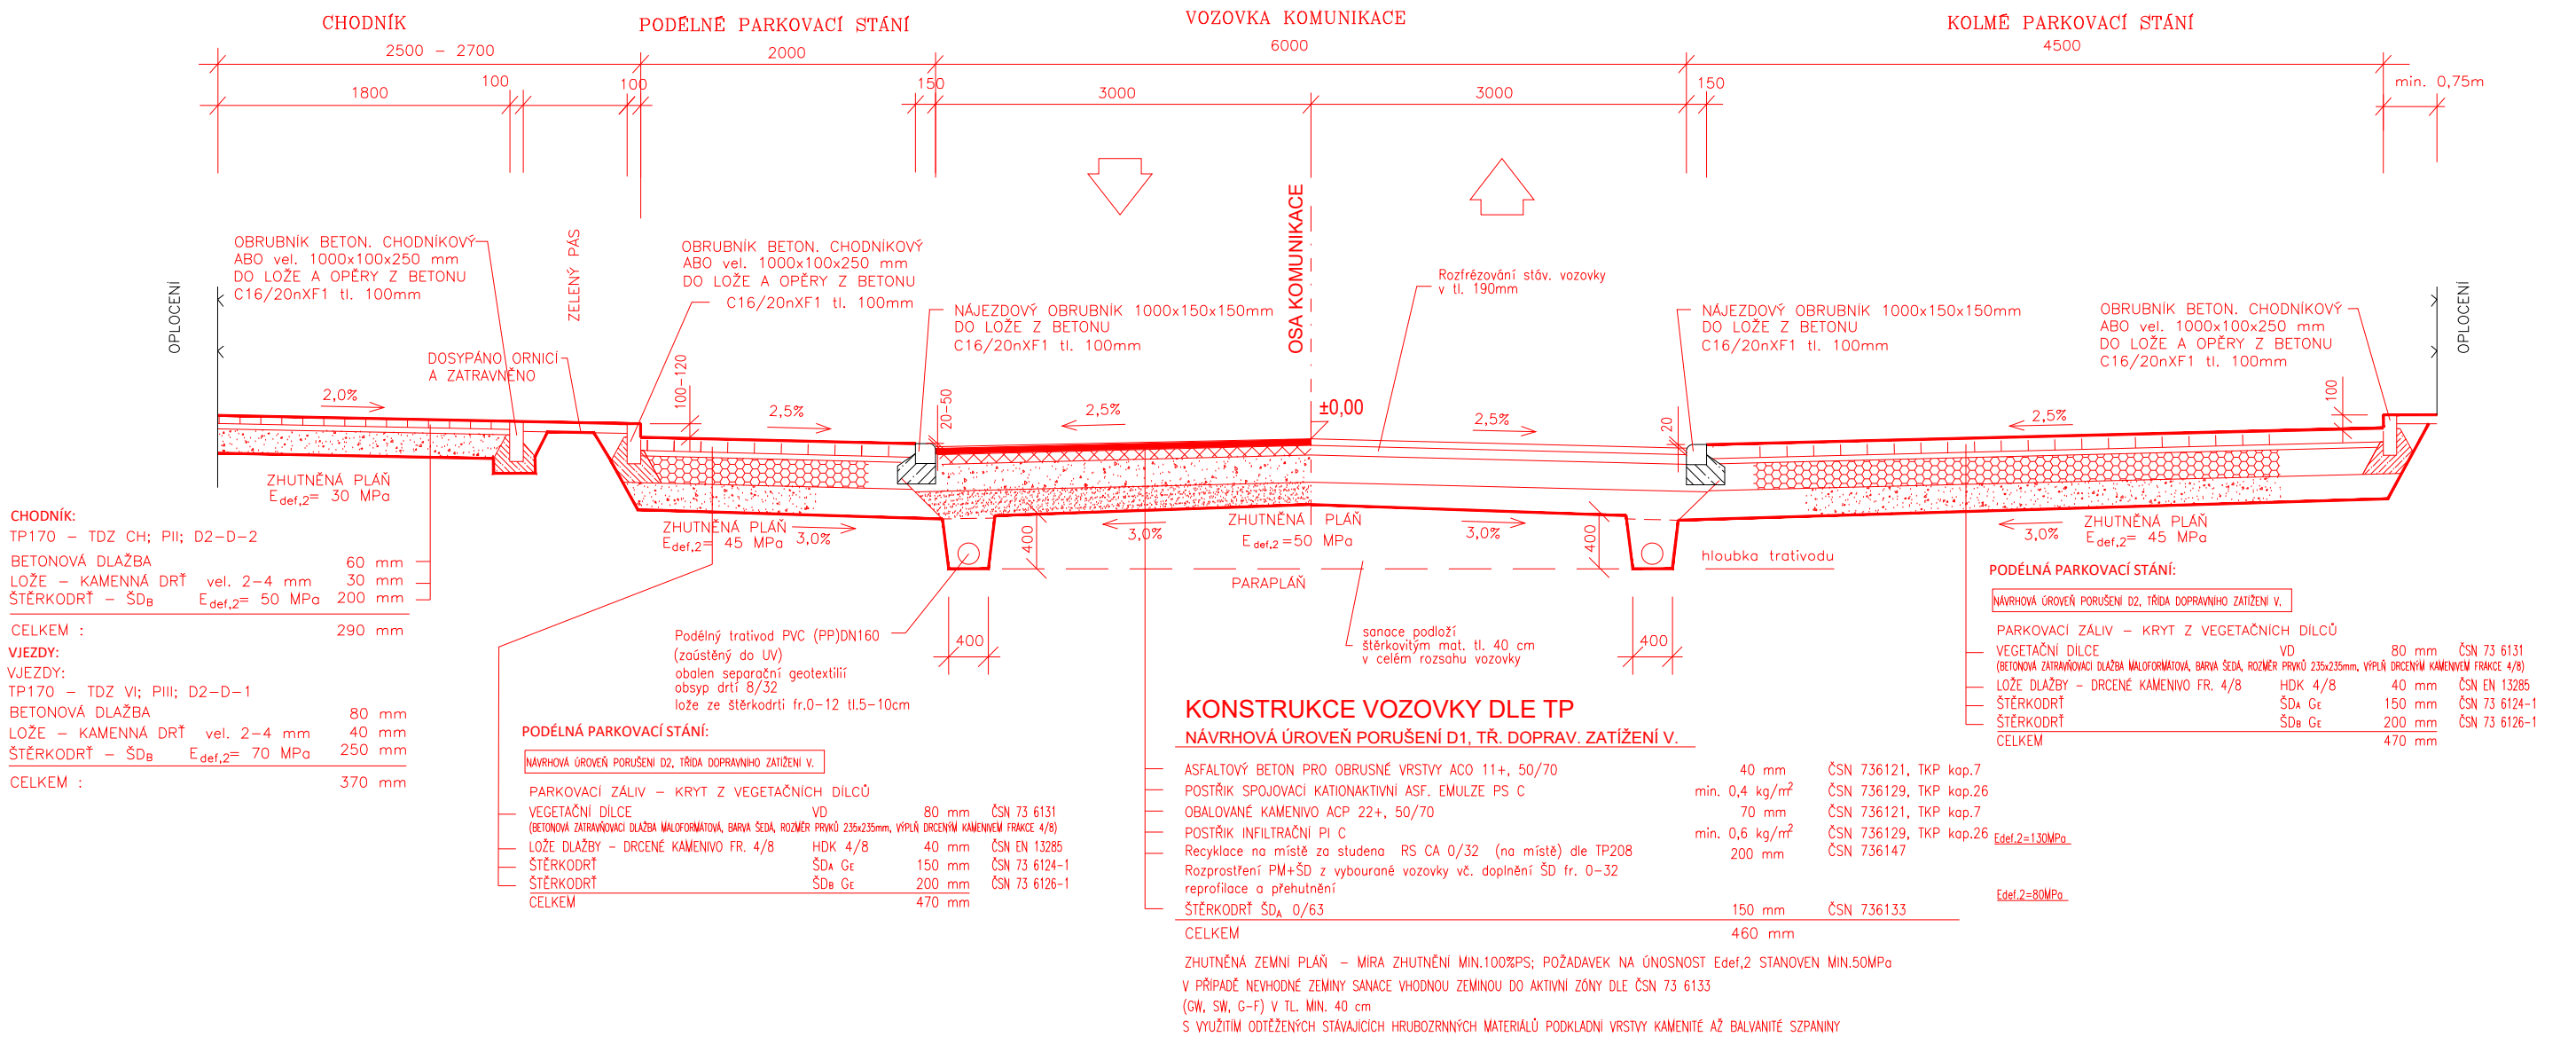 CHODNÍK
PODÉLNÉ PARKOVACÍ STÁNÍ
VOZOVKA KOMUNIKACE
KOLMÉ PARKOVACÍ STÁNÍ
2500 - 2700
2000
6000
4500
100
100
150
150
min. 0,75m
1800
3000
3000
OPLOCENÍ
OBRUBNÍK BETON. CHODNÍKOVÝ
ABO vel. 1000x100x250 mm
DO LOŽE A OPĚRY Z BETONU
C16/20nXF1 tl. 100mm
ZELENÝ PÁS
OBRUBNÍK BETON. CHODNÍKOVÝ
ABO vel. 1000x100x250 mm
DO LOŽE A OPĚRY Z BETONU
C16/20nXF1 tl. 100mm
DOSYPÁNO ORNICÍ
A ZATRAVNĚNO
NÁJEZDOVÝ OBRUBNÍK 1000x150x150mm
DO LOŽE Z BETONU
C16/20nXF1 tl. 100mm
OSA KOMUNIKACE
Rozfrézování stáv. vozovky
v tl. 190mm
NÁJEZDOVÝ OBRUBNÍK 1000x150x150mm
DO LOŽE Z BETONU
C16/20nXF1 tl. 100mm
OBRUBNÍK BETON. CHODNÍKOVÝ
ABO vel. 1000x100x250 mm
DO LOŽE A OPĚRY Z BETONU
C16/20nXF1 tl. 100mm
OPLOCENÍ
2,0%
100-120
2,5%
20-50
2,5%
±0,00
2,5%
20
2,5%
100
ZHUTNĚNÁ PLÁŇ
Edef,2= 30 MPa
ZHUTNĚNÁ PLÁŇ
Edef,2= 45 MPa
3,0%
400
3,0%
ZHUTNĚNÁ PLÁŇ
Edef,2 =50 MPa
3,0%
400
hloubka trativodu
3,0%
ZHUTNĚNÁ PLÁŇ
Edef,2= 45 MPa
PARAPLÁŇ
CHODNÍK:
TP170 - TDZ CH; PII; D2-D-2
BETONOVÁ DLAŽBA 60 mm
LOŽE - KAMENNÁ DRŤ vel. 2-4 mm 30 mm
ŠTĚRKODRŤ - ŠDB Edef,2= 50 MPa 200 mm
CELKEM : 290 mm
VJEZDY:
VJEZDY:
TP170 - TDZ VI; PIII; D2-D-1
BETONOVÁ DLAŽBA 80 mm
LOŽE - KAMENNÁ DRŤ vel. 2-4 mm 40 mm
ŠTĚRKODRŤ - ŠDB Edef,2= 70 MPa 250 mm
CELKEM : 370 mm
Podélný trativod PVC (PP)DN160
(zaústěný do UV)
obalen separační geotextilií
obsyp drtí 8/32
lože ze štěrkodrti fr.0-12 tl.5-10cm
400
sanace podloží
štěrkovitým mat. tl. 40 cm
v celém rozsahu vozovky
400
PODÉLNÁ PARKOVACÍ STÁNÍ:
NÁVRHOVÁ ÚROVEŇ PORUŠENÍ D2, TŘÍDA DOPRAVNÍHO ZATÍŽENÍ V.
PARKOVACÍ ZÁLIV - KRYT Z VEGETAČNÍCH DÍLCŮ
VEGETAČNÍ DÍLCE VD 80 mm ČSN 73 6131
(BETONOVÁ ZATRAVŇOVACÍ DLAŽBA MALOFORMÁTOVÁ, BARVA ŠEDÁ, ROZMĚR PRVKŮ 235x235mm, VÝPLŇ DRCENÝM KAMENIVEM FRAKCE 4/8)
LOŽE DLAŽBY - DRCENÉ KAMENIVO FR. 4/8 HDK 4/8 40 mm ČSN EN 13285
ŠTĚRKODRŤ ŠDA GE 150 mm ČSN 73 6124-1
ŠTĚRKODRŤ ŠDB GE 200 mm ČSN 73 6126-1
CELKEM 470 mm
KONSTRUKCE VOZOVKY DLE TP
NÁVRHOVÁ ÚROVEŇ PORUŠENÍ D1, TŘ. DOPRAV. ZATÍŽENÍ V.
ASFALTOVÝ BETON PRO OBRUSNÉ VRSTVY ACO 11+, 50/70 40 mm ČSN 736121, TKP kap.7
POSTŘIK SPOJOVACÍ KATIONAKTIVNÍ ASF. EMULZE PS C min. 0,4 kg/m² ČSN 736129, TKP kap.26
OBALOVANÉ KAMENIVO ACP 22+, 50/70 70 mm ČSN 736121, TKP kap.7
POSTŘIK INFILTRAČNÍ PI C min. 0,6 kg/m² ČSN 736129, TKP kap.26 Edef.2=130MPa
Recyklace na místě za studena RS CA 0/32 (na místě) dle TP208 200 mm ČSN 736147
Rozprostření PM+ŠD z vybourané vozovky vč. doplnění ŠD fr. 0-32
reprofilace a přehutnění
Edef.2=80MPa
ŠTĚRKODRŤ ŠDA 0/63 150 mm ČSN 736133
CELKEM 460 mm
ZHUTNĚNÁ ZEMNÍ PLÁŇ - MÍRA ZHUTNĚNÍ MIN.100%PS; POŽADAVEK NA ÚNOSNOST Edef,2 STANOVEN MIN.50MPa
V PŘÍPADĚ NEVHODNÉ ZEMINY SANACE VHODNOU ZEMINOU DO AKTIVNÍ ZÓNY DLE ČSN 73 6133
(GW, SW, G-F) V TL. MIN. 40 cm
S VYUŽITÍM ODTĚŽENÝCH STÁVAJÍCÍCH HRUBOZRNNÝCH MATERIÁLŮ PODKLADNÍ VRSTVY KAMENITÉ AŽ BALVANITÉ SZPANINY
PODÉLNÁ PARKOVACÍ STÁNÍ:
NÁVRHOVÁ ÚROVEŇ PORUŠENÍ D2, TŘÍDA DOPRAVNÍHO ZATÍŽENÍ V.
PARKOVACÍ ZÁLIV - KRYT Z VEGETAČNÍCH DÍLCŮ
VEGETAČNÍ DÍLCE VD 80 mm ČSN 73 6131
(BETONOVÁ ZATRAVŇOVACÍ DLAŽBA MALOFORMÁTOVÁ, BARVA ŠEDÁ, ROZMĚR PRVKŮ 235x235mm, VÝPLŇ DRCENÝM KAMENIVEM FRAKCE 4/8)
LOŽE DLAŽBY - DRCENÉ KAMENIVO FR. 4/8 HDK 4/8 40 mm ČSN EN 13285
ŠTĚRKODRŤ ŠDA GE 150 mm ČSN 73 6124-1
ŠTĚRKODRŤ ŠDB GE 200 mm ČSN 73 6126-1
CELKEM 470 mm